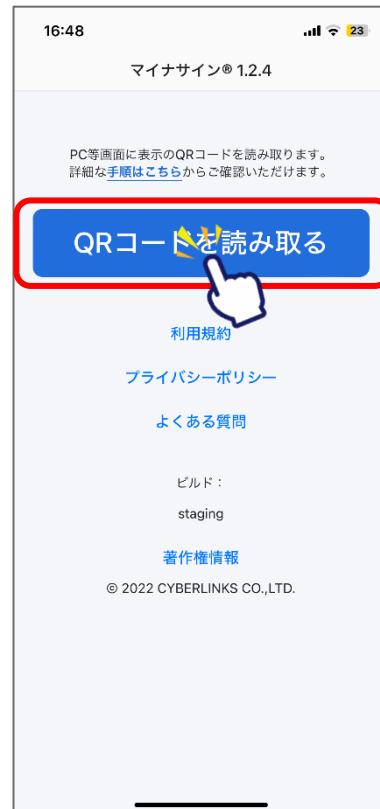 16:48
23
マイナサイン® 1.2.4
PC等画面に表示のQRコードを読み取ります。
詳細な手順はこちらからご確認いただけます。
QRコードを読み取る
利用規約
プライバシーポリシー
よくある質問
ビルド：
staging
著作権情報
© 2022 CYBERLINKS CO.,LTD.